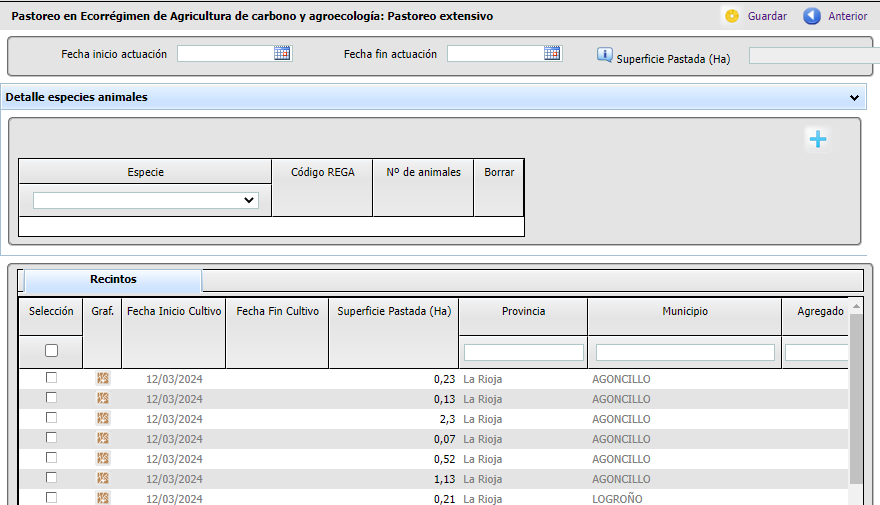 Pastoreo en Ecorrégimen de Agricultura de carbono y agroecología: Pastoreo extensivo Guardar Anterior
Fecha inicio actuación Fecha fin actuación Superficie Pastada (Ha)
Detalle especies animales
Especie Código REGA Nº de animales Borrar
Recintos
Selección Graf. Fecha Inicio Cultivo Fecha Fin Cultivo Superficie Pastada (Ha) Provincia Municipio Agregado
12/03/2024 0,23 La Rioja AGONCILLO
12/03/2024 0,13 La Rioja AGONCILLO
12/03/2024 2,3 La Rioja AGONCILLO
12/03/2024 0,07 La Rioja AGONCILLO
12/03/2024 0,52 La Rioja AGONCILLO
12/03/2024 1,13 La Rioja AGONCILLO
12/03/2024 0,21 La Rioja LOGROÑO